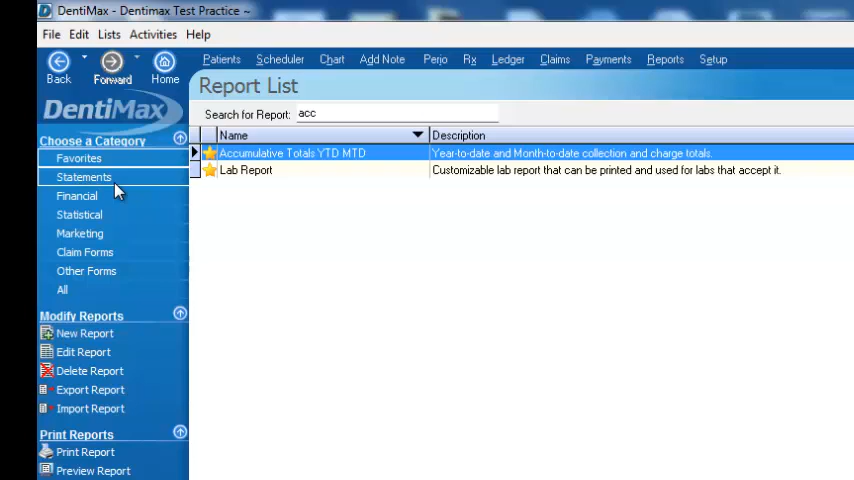 DentiMax - Dentimax Test Practice ~
File Edit Lists Activities Help
Back Forward Home
Patients Scheduler Chart Add Note Perio Rx Ledger Claims Payments Reports Setup
DentiMax
Report List
Search for Report: acc
Name Description
Accumulative Totals YTD MTD Year-to-date and Month-to-date collection and charge totals.
Lab Report Customizable lab report that can be printed and used for labs that accept it.
Choose a Category
Favorites
Statements
Financial
Statistical
Marketing
Claim Forms
Other Forms
All
Modify Reports
New Report
Edit Report
Delete Report
Export Report
Import Report
Print Reports
Print Report
Preview Report